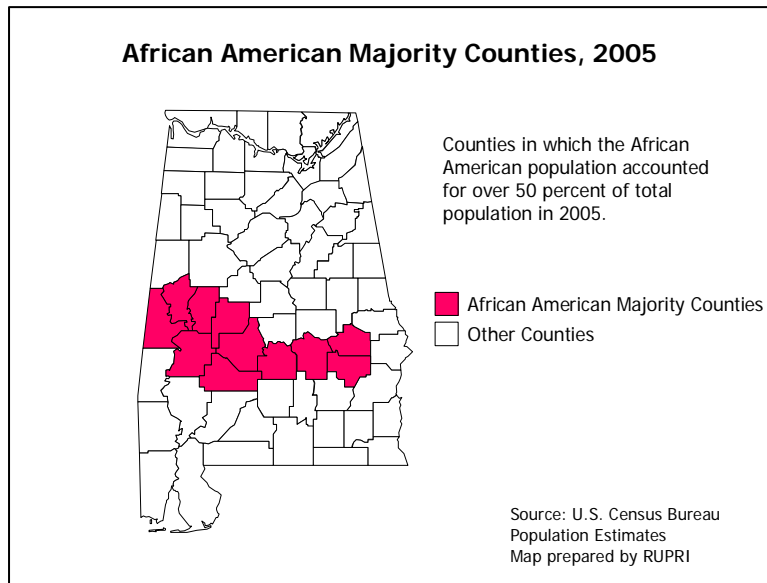 African American Majority Counties, 2005
Counties in which the African
American population accounted
for over 50 percent of total
population in 2005.
African American Majority Counties
Other Counties
Source: U.S. Census Bureau
Population Estimates
Map prepared by RUPRI